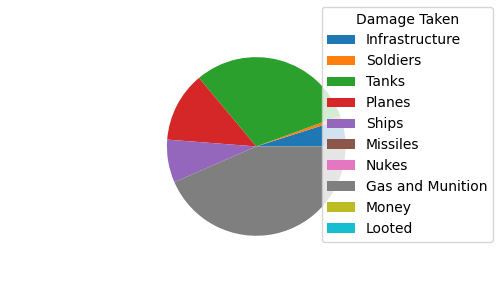 Damage Taken
Infrastructure
Soldiers
Tanks
Planes
Ships
Missiles
Nukes
Gas and Munition
Money
Looted